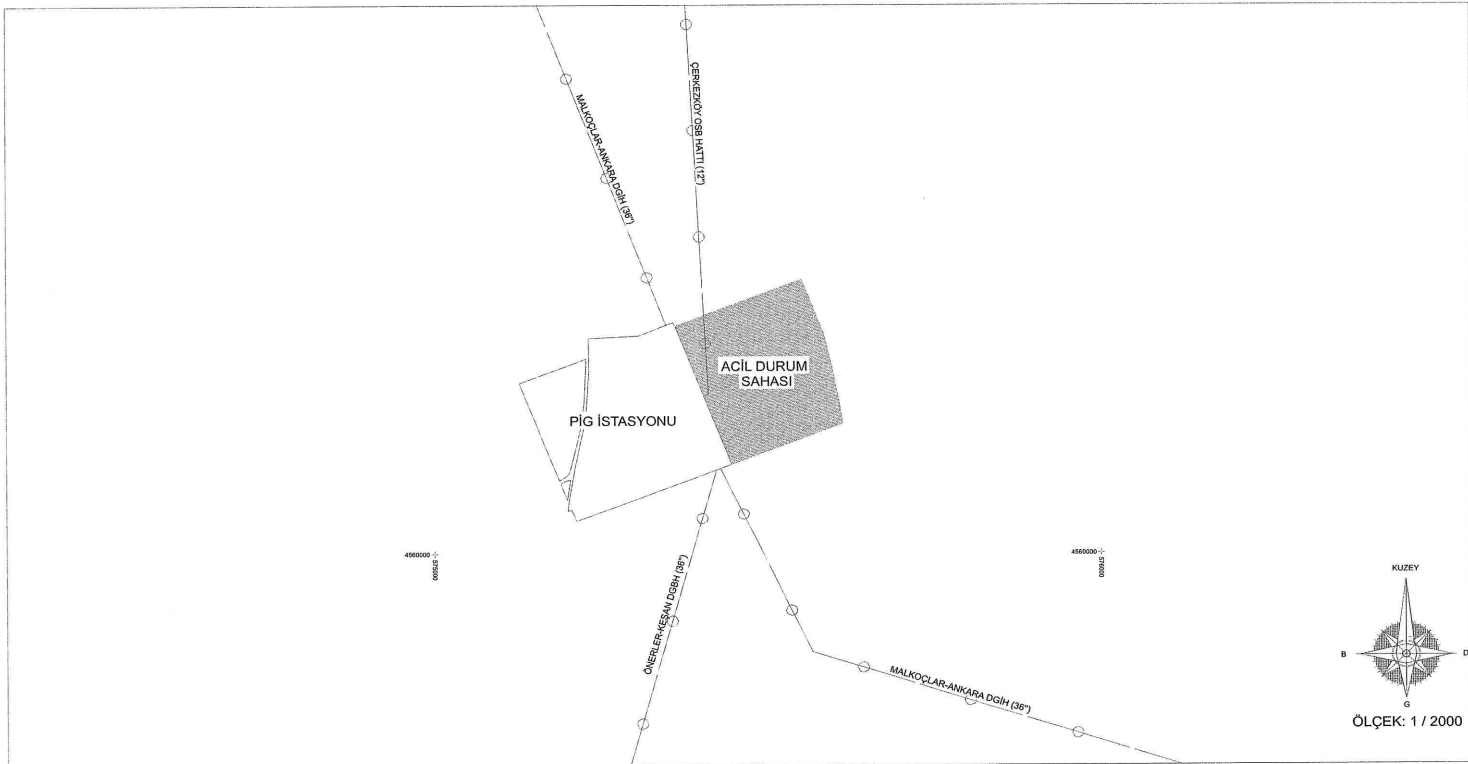 MALKOÇLAR-ANKARA DGİH (36")
ÇERKEZKÖY OSB HATTI (12")
ACİL DURUM
SAHASI
PİG İSTASYONU
4560000
575000
4560000
576000
ÖNERLER-KEŞAN DGBH (36")
MALKOÇLAR-ANKARA DGİH (36")
KUZEY
B
D
G
ÖLÇEK: 1 / 2000